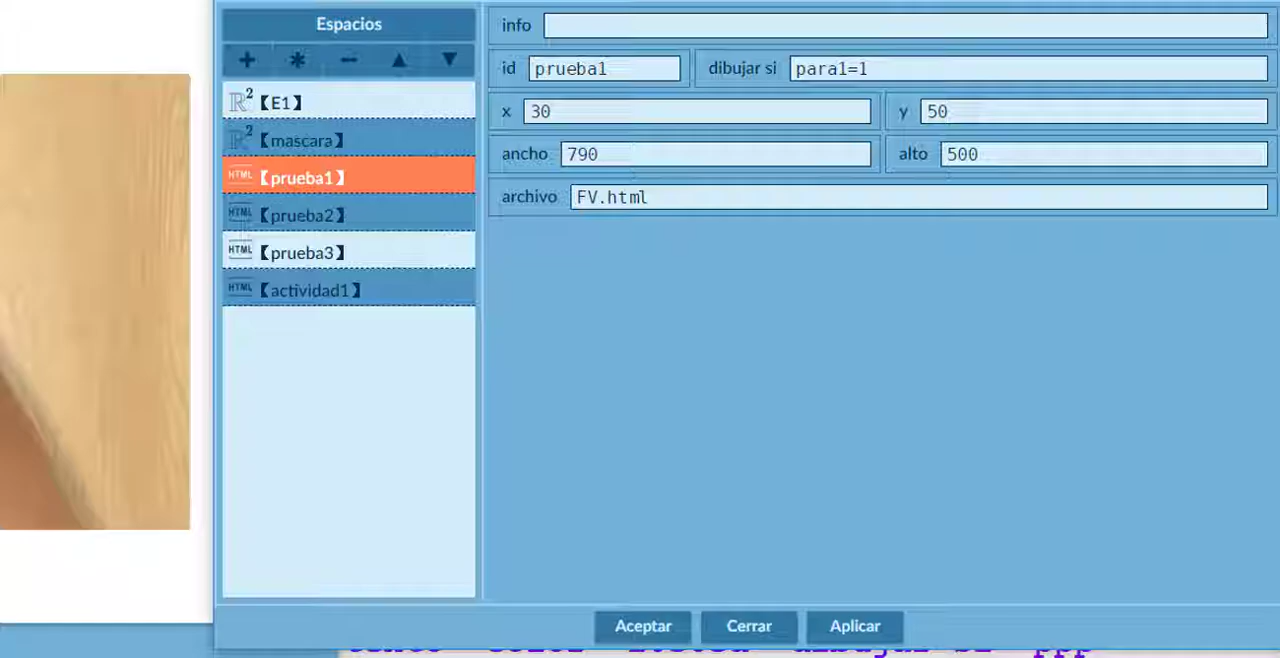 Espacios
+ * − ▲ ▼
ℝ² 【E1】
ℝ² 【mascara】
HTML 【prueba1】
HTML 【prueba2】
HTML 【prueba3】
HTML 【actividad1】
info
id prueba1 dibujar si para1=1
x 30 y 50
ancho 790 alto 500
archivo FV.html
Aceptar Cerrar Aplicar